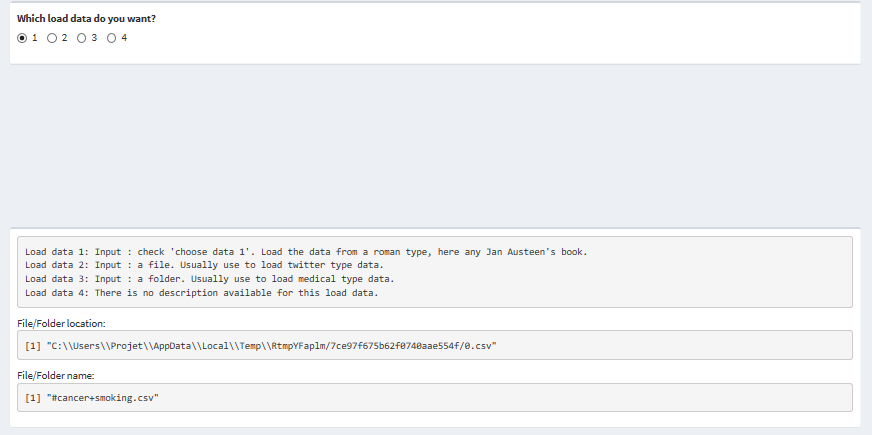 Which load data do you want?
1 2 3 4
Load data 1: Input : check 'choose data 1'. Load the data from a roman type, here any Jan Austeen's book.
Load data 2: Input : a file. Usually use to load twitter type data.
Load data 3: Input : a folder. Usually use to load medical type data.
Load data 4: There is no description available for this load data.
File/Folder location:
[1] "C:\\Users\\Projet\\AppData\\Local\\Temp\\RtmpYFaplm/7ce97f675b62f0740aae554f/0.csv"
File/Folder name:
[1] "#cancer+smoking.csv"